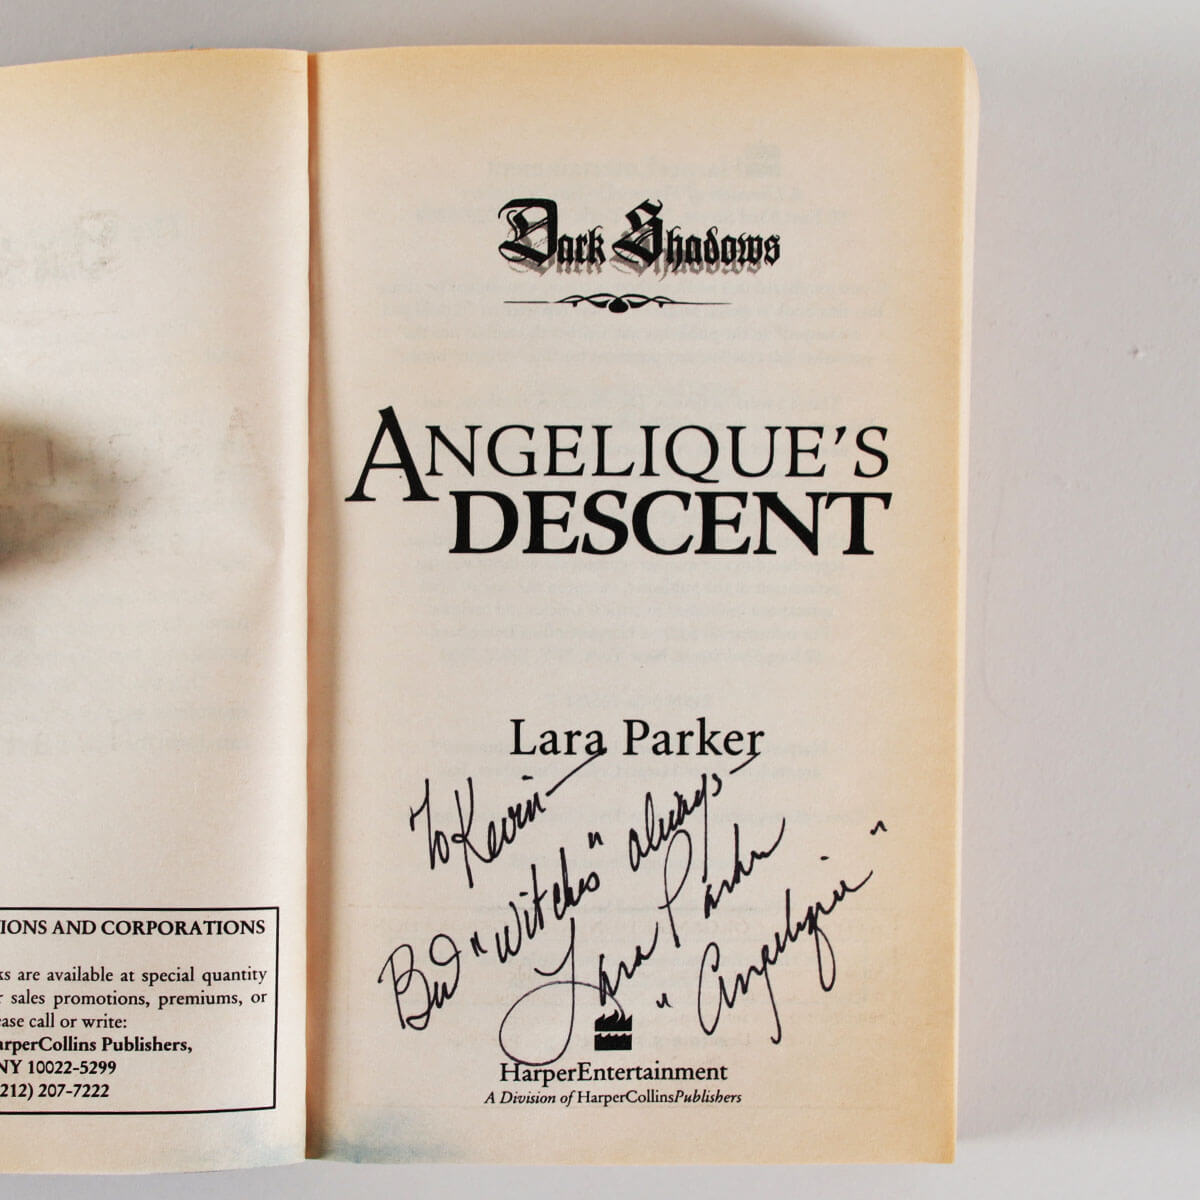 IONS AND CORPORATIONS
ks are available at special quantity
r sales promotions, premiums, or
ease call or write:
arperCollins Publishers,
NY 10022-5299
212) 207-7222
Dark Shadows
ANGELIQUE'S
DESCENT
Lara Parker
To Kevin—
"witches" always—
Lara Parker
"Angelique"
HarperEntertainment
A Division of HarperCollinsPublishers